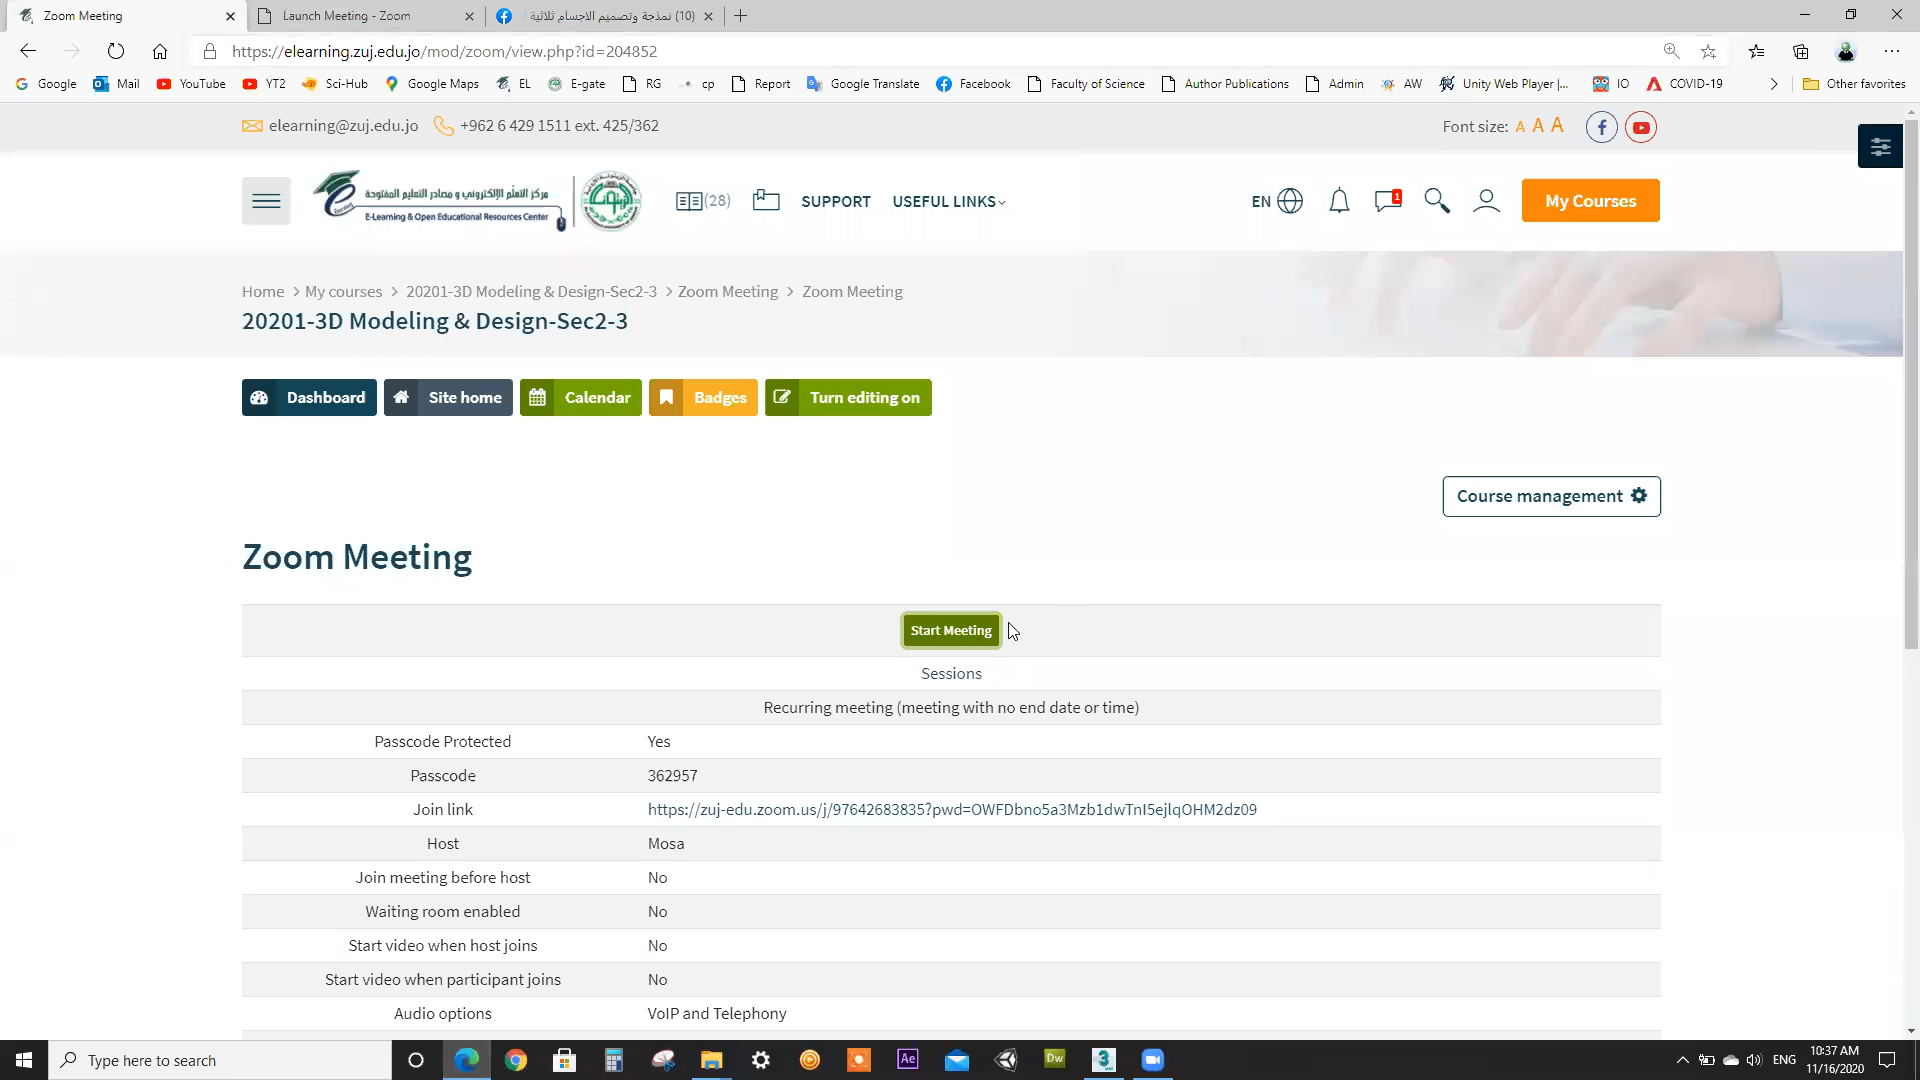 Zoom Meeting
Launch Meeting - Zoom
(10) نمذجة وتصميم الاجسام ثلاثية
https://elearning.zuj.edu.jo/mod/zoom/view.php?id=204852
Google Mail YouTube YT2 Sci-Hub Google Maps EL E-gate RG cp Report Google Translate Facebook Faculty of Science Author Publications Admin AW Unity Web Player |... IO COVID-19 Other favorites
elearning@zuj.edu.jo +962 6 429 1511 ext. 425/362 Font size: A A A
مركز التعلّم الإلكتروني و مصادر التعليم المفتوحة
E-Learning & Open Educational Resources Center
(28) SUPPORT USEFUL LINKS EN 1 My Courses
Home > My courses > 20201-3D Modeling & Design-Sec2-3 > Zoom Meeting > Zoom Meeting
20201-3D Modeling & Design-Sec2-3
Dashboard Site home Calendar Badges Turn editing on
Course management
Zoom Meeting
Start Meeting
Sessions
Recurring meeting (meeting with no end date or time)
Passcode Protected Yes
Passcode 362957
Join link https://zuj-edu.zoom.us/j/97642683835?pwd=OWFDbno5a3Mzb1dwTnI5ejlqOHM2dz09
Host Mosa
Join meeting before host No
Waiting room enabled No
Start video when host joins No
Start video when participant joins No
Audio options VoIP and Telephony
Type here to search
Ae Dw 3 ENG 10:37 AM
11/16/2020